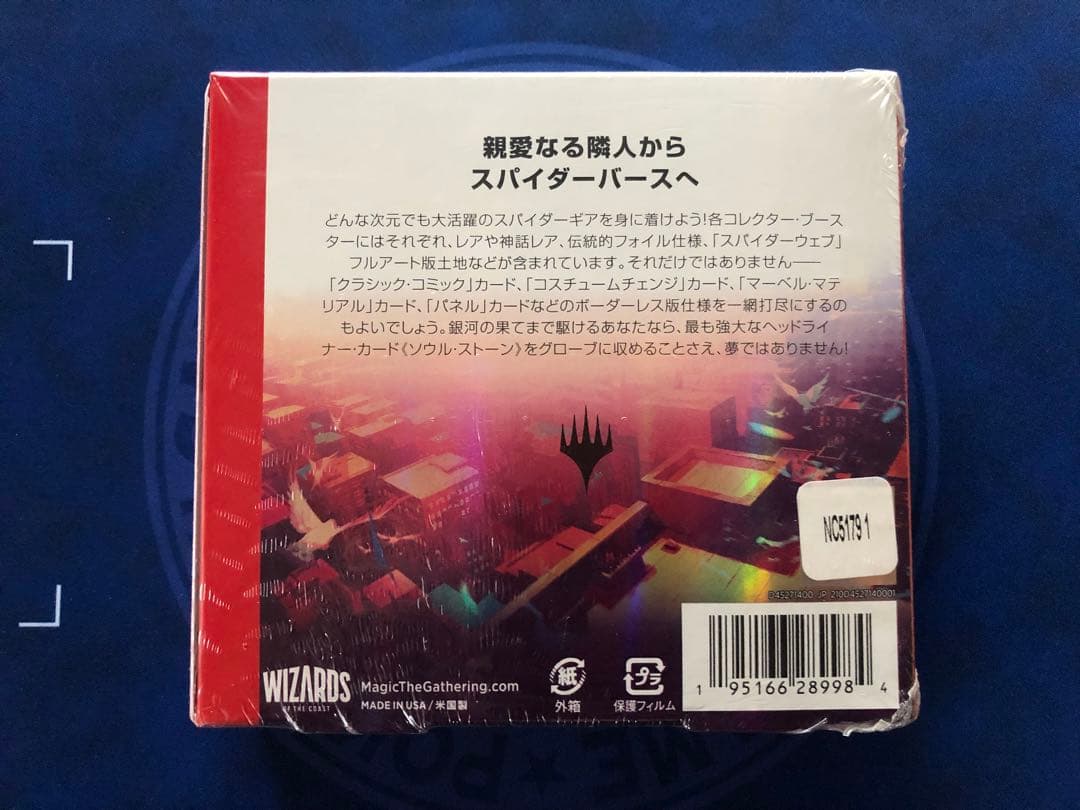 親愛なる隣人から
スパイダーバースへ
どんな次元でも大活躍のスパイダーギアを身に着けよう!各コレクター・ブース
ターにはそれぞれ、レアや神話レア、伝統的フォイル仕様、「スパイダーウェブ」
フルアート版土地などが含まれています。それだけではありません――
「クラシック・コミック」カード、「コスチュームチェンジ」カード、「マーベル・マテ
リアル」カード、「パネル」カードなどのボーダーレス版仕様を一網打尽にするの
もよいでしょう。銀河の果てまで駆けるあなたなら、最も強大なヘッドライ
ナー・カード《ソウル・ストーン》をグローブに収めることさえ、夢ではありません!
NC5179 1
D45271400_JP_210D4527140001
WIZARDS
OF THE COAST
MagicTheGathering.com
MADE IN USA / 米国製
紙
外箱
プラ
保護フィルム
1 95166 28998 4